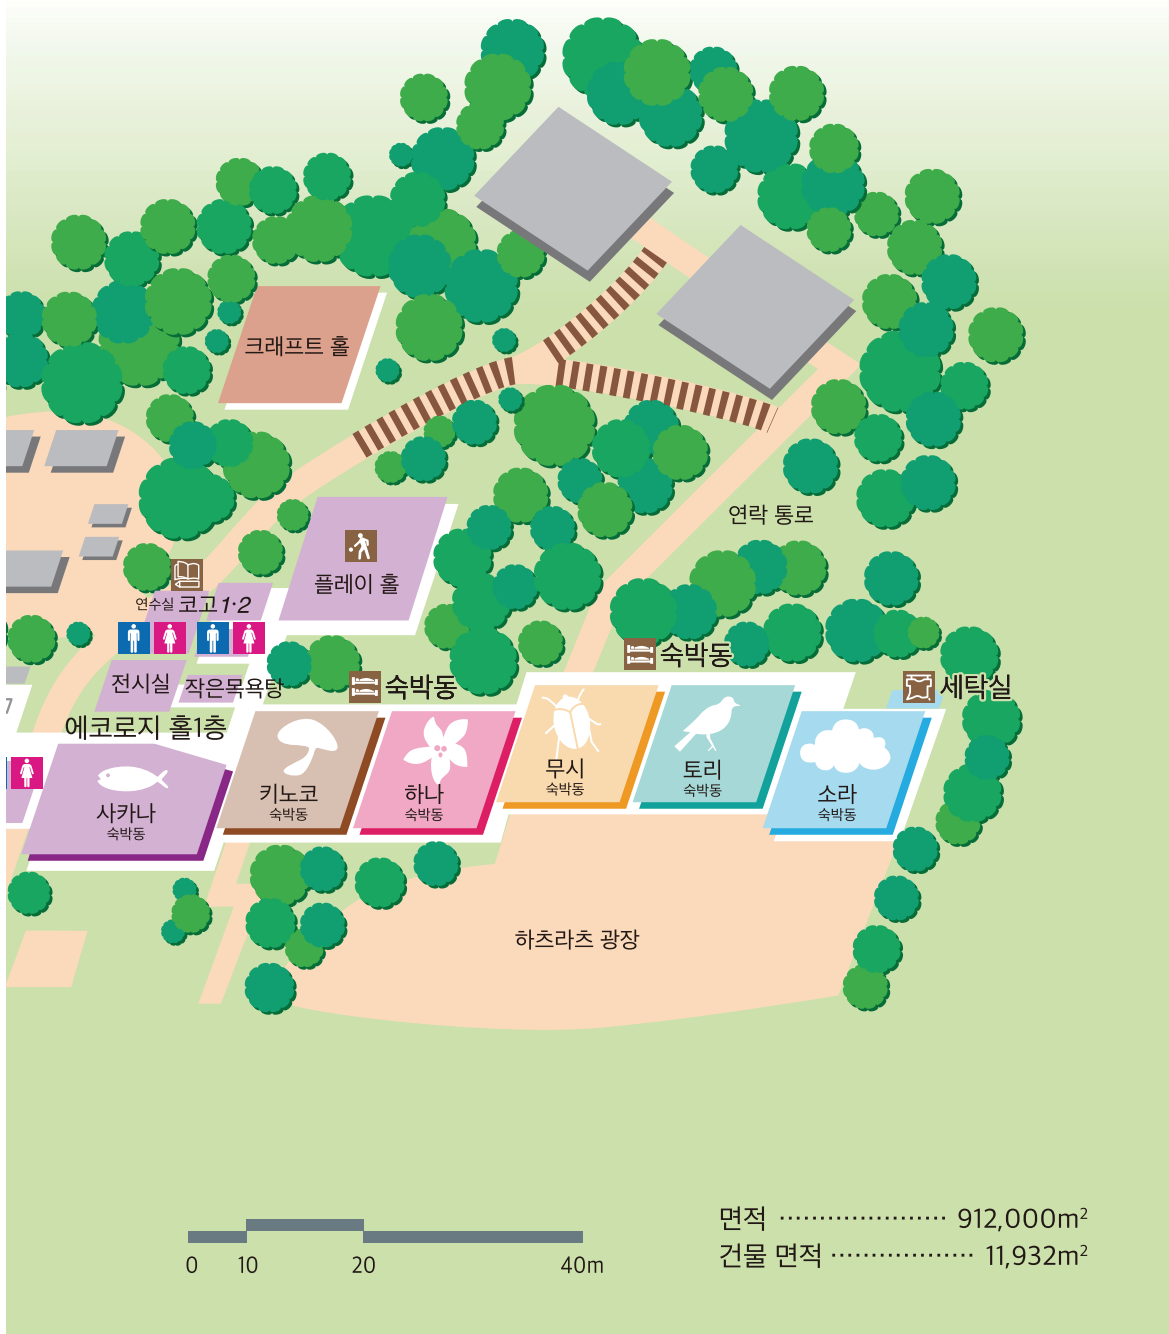 크래프트 홀
연락 통로
플레이 홀
연수실 코고 1·2
숙박동
전시실
작은목욕탕
숙박동
세탁실
에코로지 홀1층
무시
숙박동
토리
숙박동
키노코
숙박동
하나
숙박동
소라
숙박동
사카나
숙박동
하츠라츠 광장
면적 ····················· 912,000m²
건물 면적 ·················· 11,932m²
0 10 20 40m